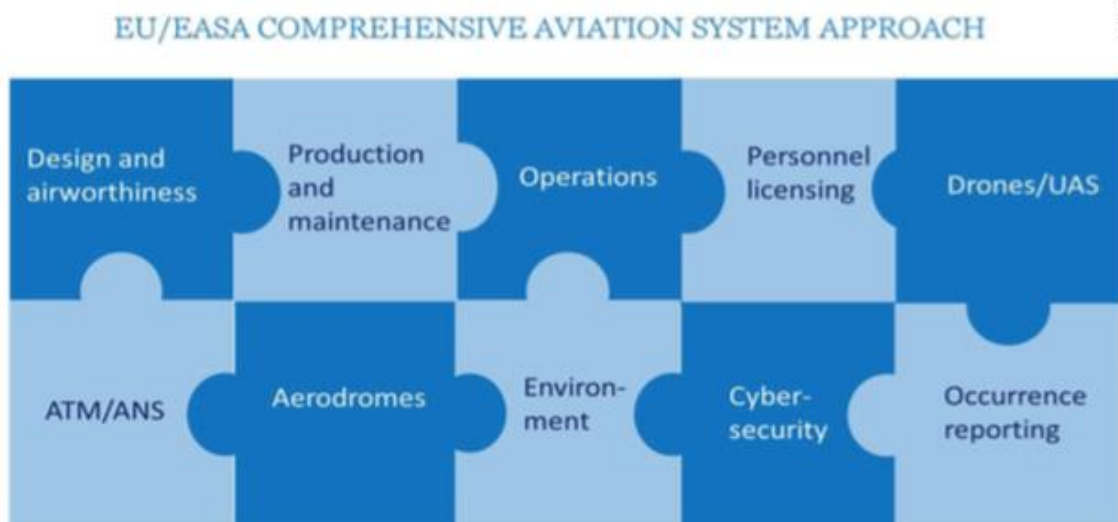 EU/EASA COMPREHENSIVE AVIATION SYSTEM APPROACH
Design and
airworthiness
Production
and
maintenance
Operations
Personnel
licensing
Drones/UAS
ATM/ANS
Aerodromes
Environ-
ment
Cyber-
security
Occurrence
reporting